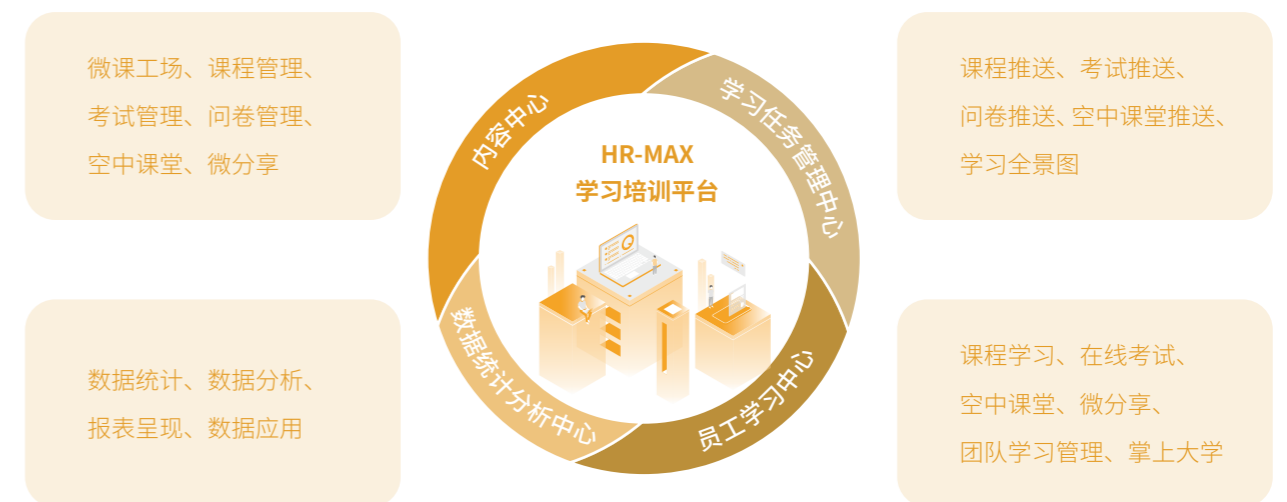 微课工场、课程管理、
考试管理、问卷管理、
空中课堂、微分享
内容中心
学习任务管理中心
HR-MAX
学习培训平台
课程推送、考试推送、
问卷推送、空中课堂推送、
学习全景图
数据统计、数据分析、
报表呈现、数据应用
数据统计分析中心
员工学习中心
课程学习、在线考试、
空中课堂、微分享、
团队学习管理、掌上大学